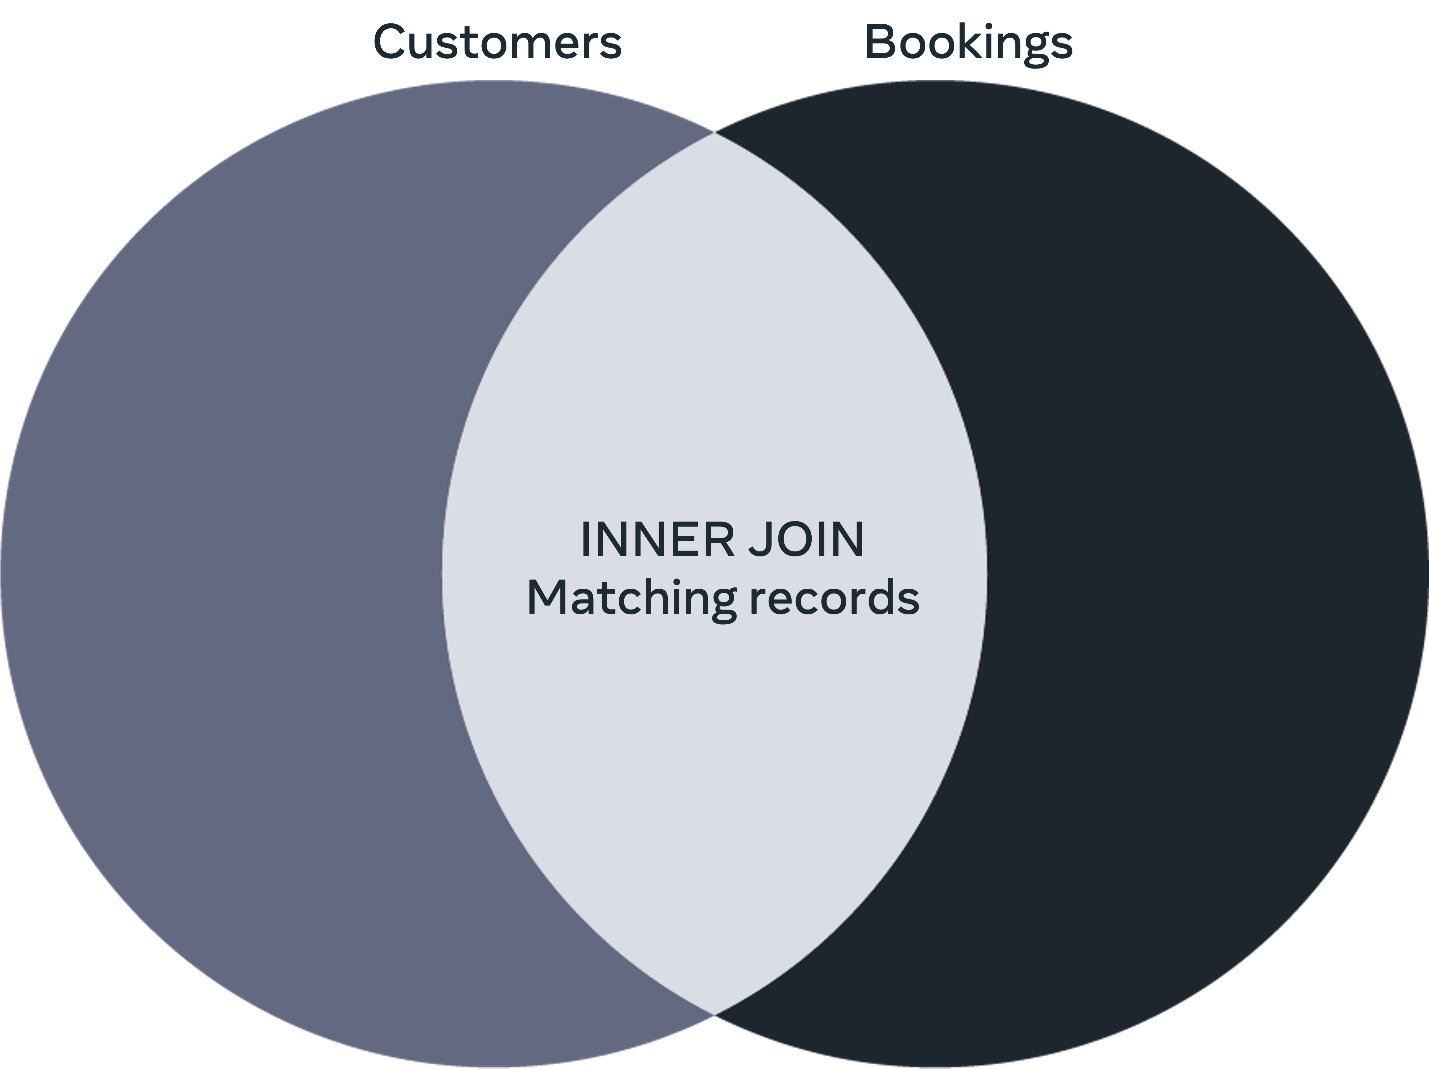 Customers
Bookings
INNER JOIN
Matching records